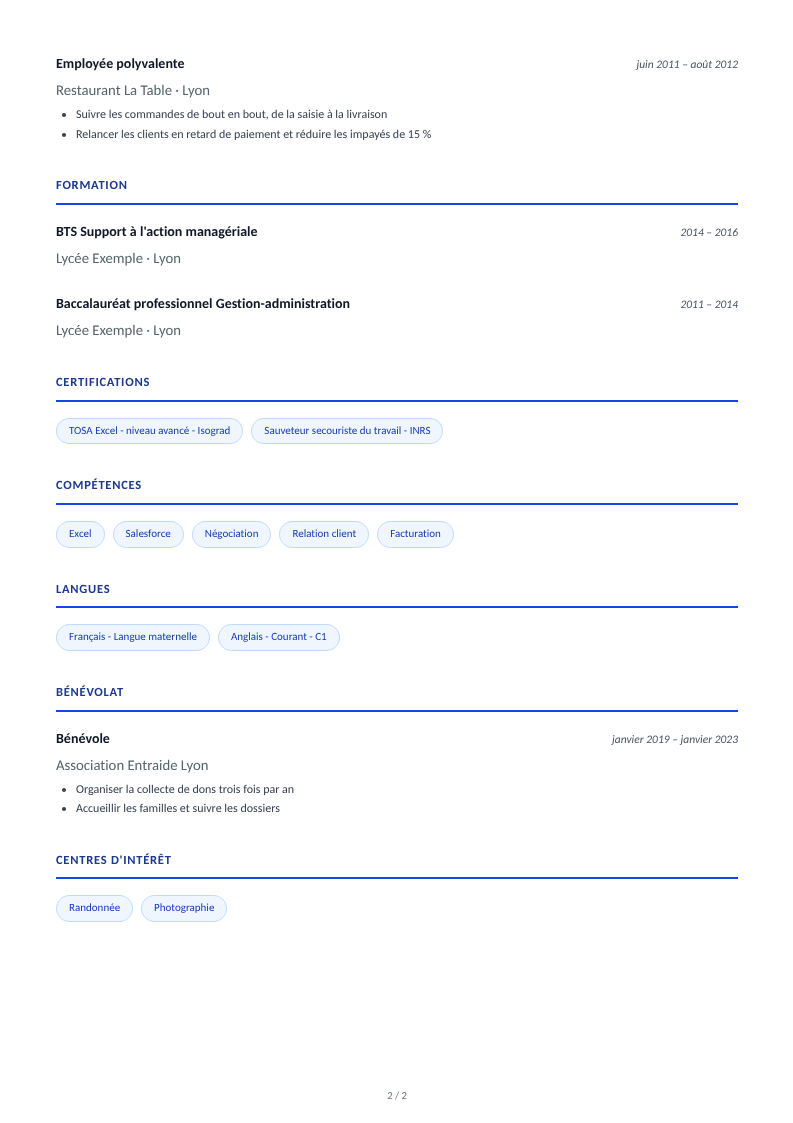 Employée polyvalente juin 2011 – août 2012
Restaurant La Table · Lyon
• Suivre les commandes de bout en bout, de la saisie à la livraison
• Relancer les clients en retard de paiement et réduire les impayés de 15 %
FORMATION
BTS Support à l'action managériale 2014 – 2016
Lycée Exemple · Lyon
Baccalauréat professionnel Gestion-administration 2011 – 2014
Lycée Exemple · Lyon
CERTIFICATIONS
TOSA Excel - niveau avancé - Isograd Sauveteur secouriste du travail - INRS
COMPÉTENCES
Excel Salesforce Négociation Relation client Facturation
LANGUES
Français - Langue maternelle Anglais - Courant - C1
BÉNÉVOLAT
Bénévole janvier 2019 – janvier 2023
Association Entraide Lyon
• Organiser la collecte de dons trois fois par an
• Accueillir les familles et suivre les dossiers
CENTRES D'INTÉRÊT
Randonnée Photographie
2 / 2